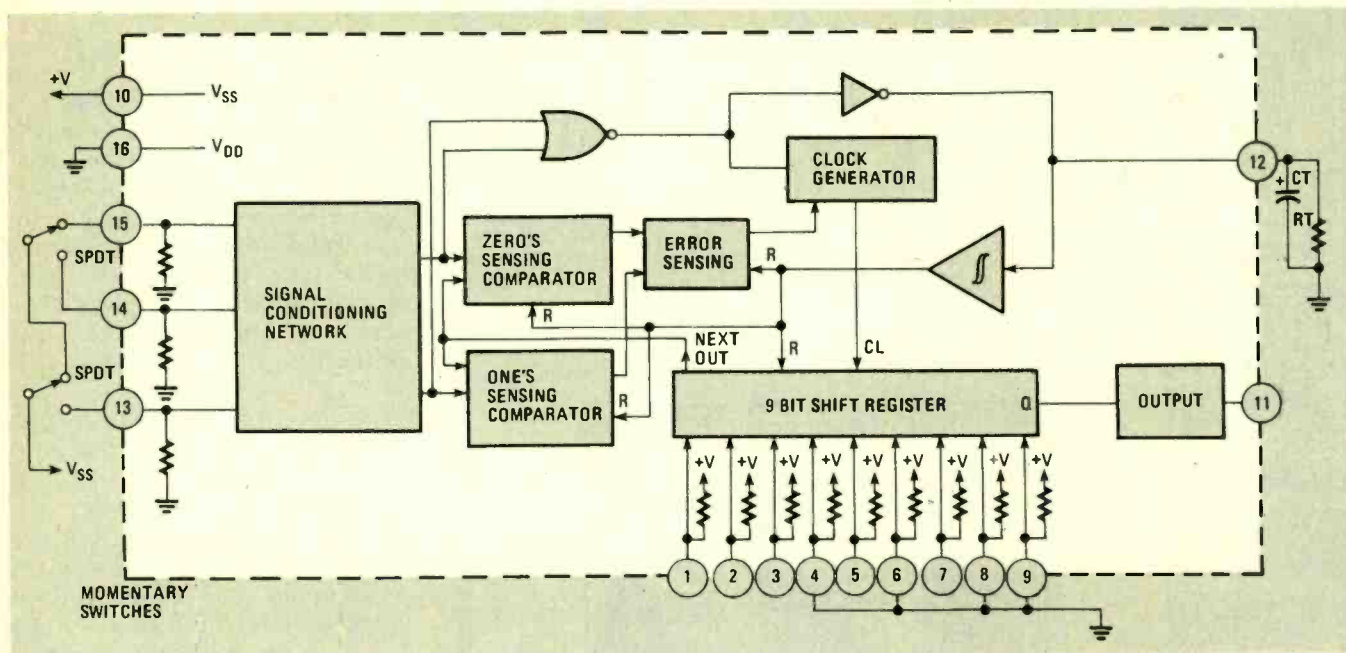 +V
10
VSS
16
VDD
15
SPDT
14
SPDT
13
VSS
MOMENTARY
SWITCHES
SIGNAL
CONDITIONING
NETWORK
ZERO'S
SENSING
COMPARATOR
R
ONE'S
SENSING
COMPARATOR
R
ERROR
SENSING
R
CLOCK
GENERATOR
12
+ CT
RT
NEXT
OUT
R
CL
9 BIT SHIFT REGISTER
Q
OUTPUT
11
+V +V +V +V +V +V +V +V +V
1 2 3 4 5 6 7 8 9